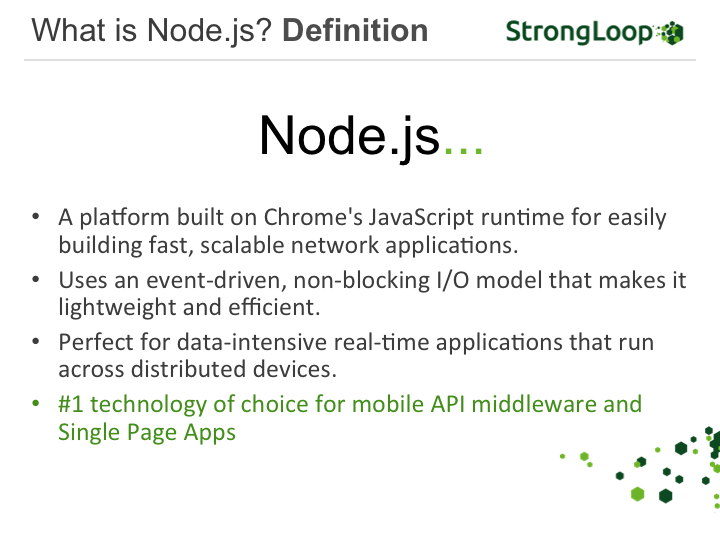 What is Node.js? Definition
StrongLoop
Node.js...
• A platform built on Chrome's JavaScript runtime for easily
building fast, scalable network applications.
• Uses an event-driven, non-blocking I/O model that makes it
lightweight and efficient.
• Perfect for data-intensive real-time applications that run
across distributed devices.
• #1 technology of choice for mobile API middleware and
Single Page Apps